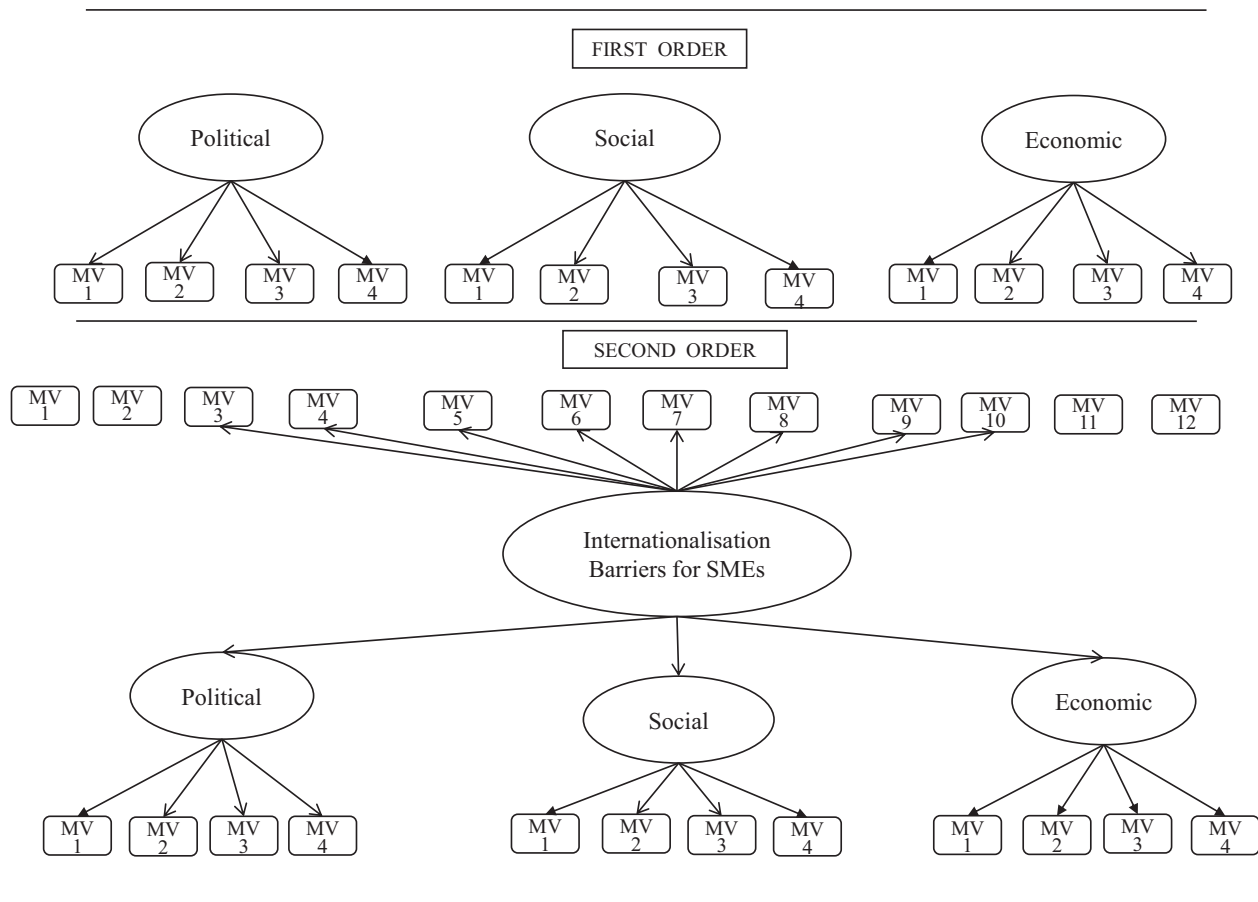 FIRST ORDER
Political
Social
Economic
MV
1
MV
2
MV
3
MV
4
MV
1
MV
2
MV
3
MV
4
MV
1
MV
2
MV
3
MV
4
SECOND ORDER
MV
1
MV
2
MV
3
MV
4
MV
5
MV
6
MV
7
MV
8
MV
9
MV
10
MV
11
MV
12
Internationalisation
Barriers for SMEs
Political
Social
Economic
MV
1
MV
2
MV
3
MV
4
MV
1
MV
2
MV
3
MV
4
MV
1
MV
2
MV
3
MV
4